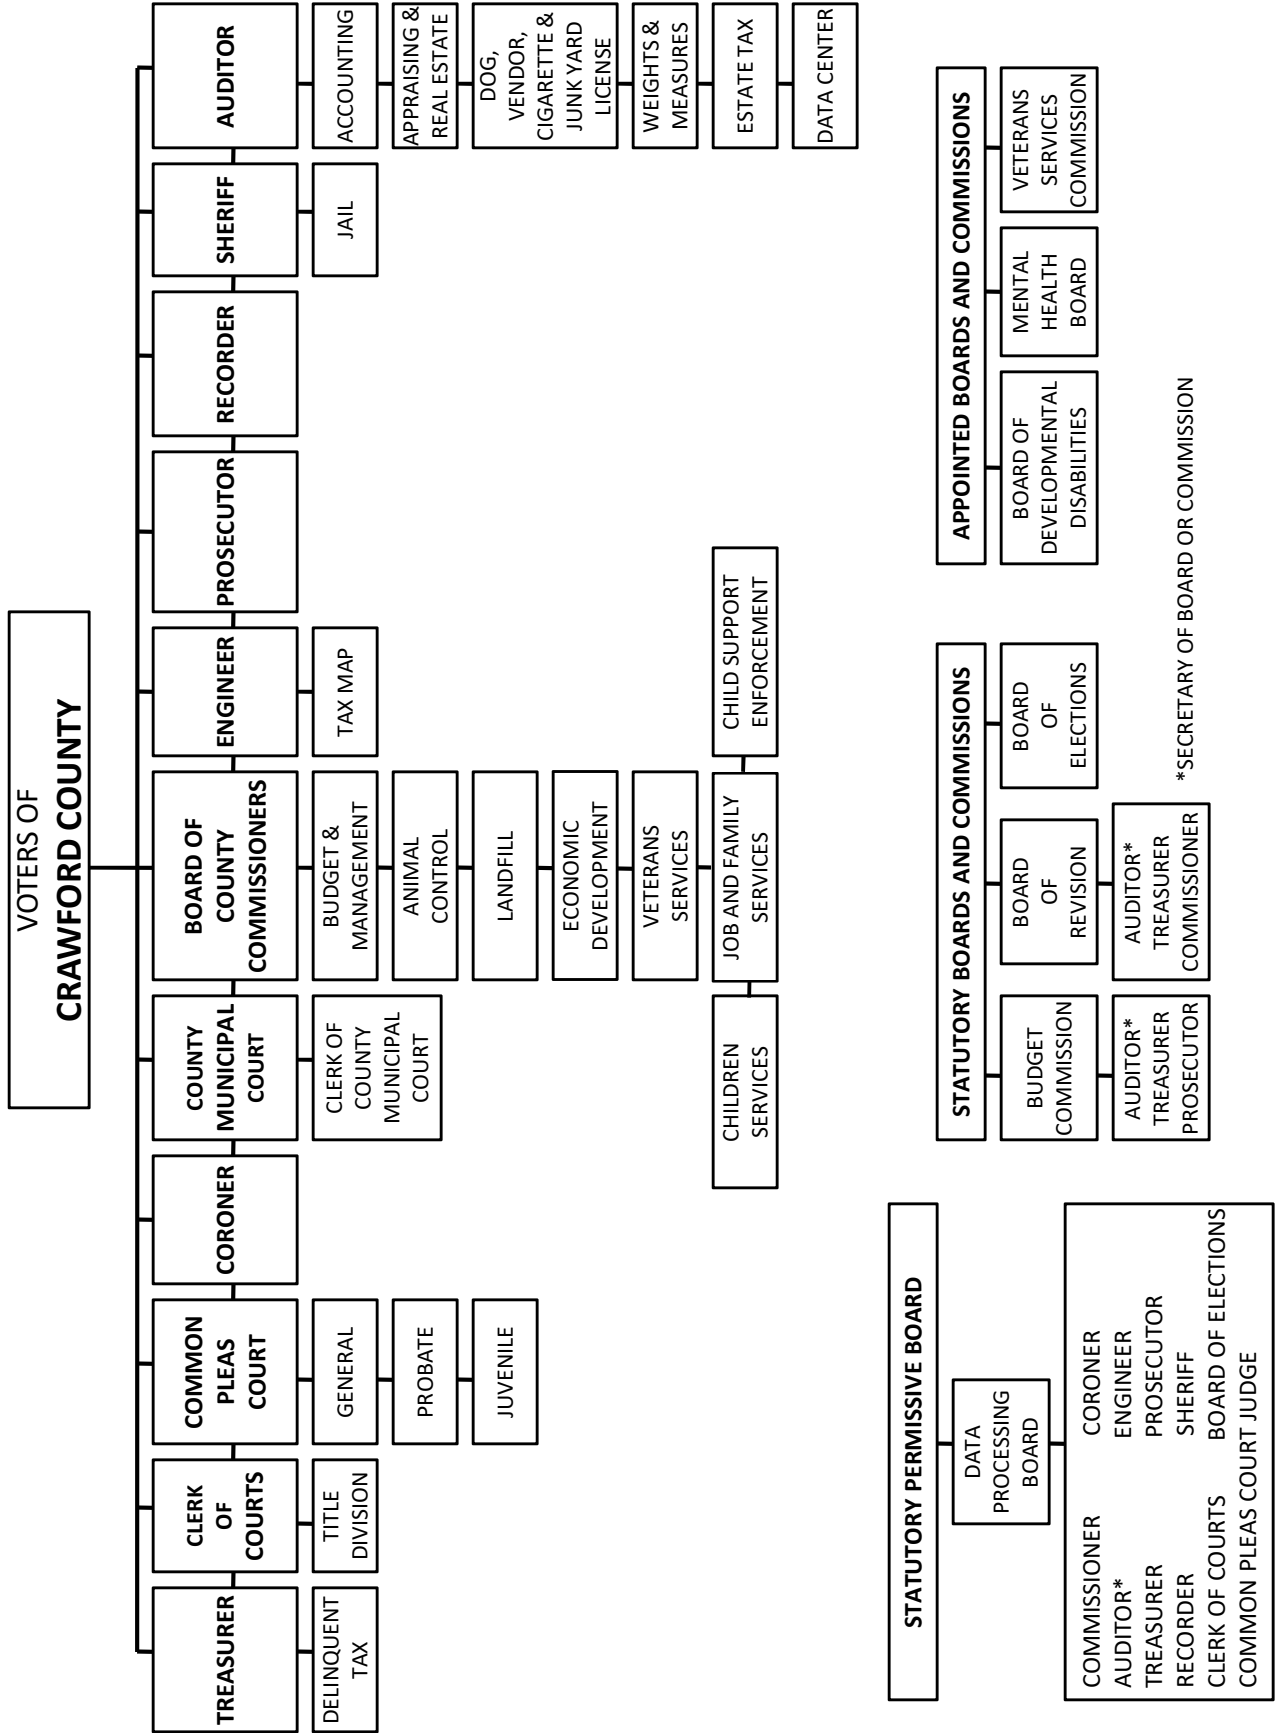 VOTERS OF
CRAWFORD COUNTY
TREASURER
CLERK
OF
COURTS
COMMON
PLEAS
COURT
CORONER
COUNTY
MUNICIPAL
COURT
BOARD OF
COUNTY
COMMISSIONERS
ENGINEER
PROSECUTOR
RECORDER
SHERIFF
AUDITOR
DELINQUENT
TAX
TITLE
DIVISION
GENERAL
PROBATE
JUVENILE
CLERK OF
COUNTY
MUNICIPAL
COURT
BUDGET &
MANAGEMENT
ANIMAL
CONTROL
LANDFILL
ECONOMIC
DEVELOPMENT
VETERANS
SERVICES
CHILDREN
SERVICES
JOB AND FAMILY
SERVICES
CHILD SUPPORT
ENFORCEMENT
TAX MAP
JAIL
ACCOUNTING
APPRAISING &
REAL ESTATE
DOG,
VENDOR,
CIGARETTE &
JUNK YARD
LICENSE
WEIGHTS &
MEASURES
ESTATE TAX
DATA CENTER
STATUTORY PERMISSIVE BOARD
DATA
PROCESSING
BOARD
COMMISSIONER CORONER
AUDITOR* ENGINEER
TREASURER PROSECUTOR
RECORDER SHERIFF
CLERK OF COURTS BOARD OF ELECTIONS
COMMON PLEAS COURT JUDGE
STATUTORY BOARDS AND COMMISSIONS
BUDGET
COMMISSION
AUDITOR*
TREASURER
PROSECUTOR
BOARD
OF
REVISION
AUDITOR*
TREASURER
COMMISSIONER
BOARD
OF
ELECTIONS
APPOINTED BOARDS AND COMMISSIONS
BOARD OF
DEVELOPMENTAL
DISABILITIES
MENTAL
HEALTH
BOARD
VETERANS
SERVICES
COMMISSION
*SECRETARY OF BOARD OR COMMISSION